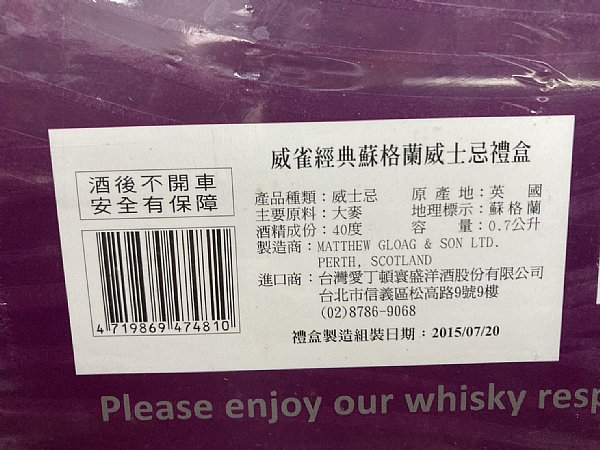 威雀經典蘇格蘭威士忌禮盒
酒後不開車
安全有保障
產品種類：威士忌　原 產 地：英 國
主要原料：大麥　地理標示：蘇格蘭
酒精成份：40度　容 量：0.7公升
製造商：MATTHEW GLOAG & SON LTD.
PERTH, SCOTLAND
進口商：台灣愛丁頓寰盛洋酒股份有限公司
台北市信義區松高路9號9樓
(02)8786-9068
禮盒製造組裝日期：2015/07/20
4 719869 474810
Please enjoy our whisky resp